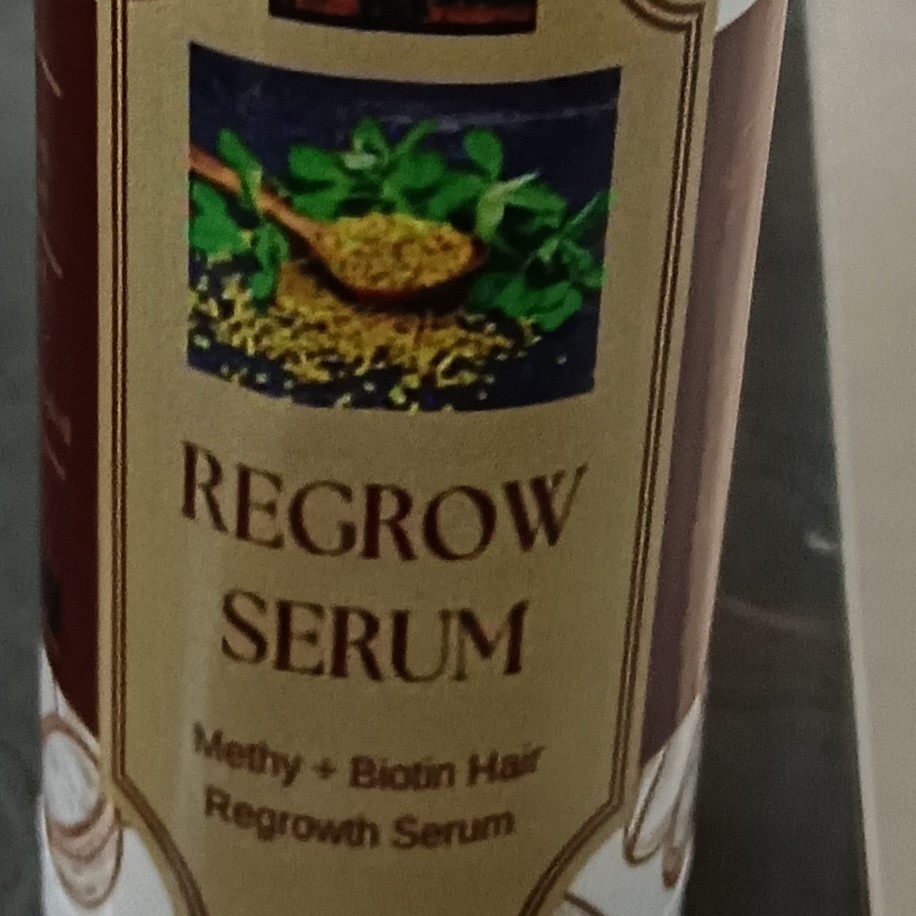 REGROW
SERUM
Methy + Biotin Hair
Regrowth Serum